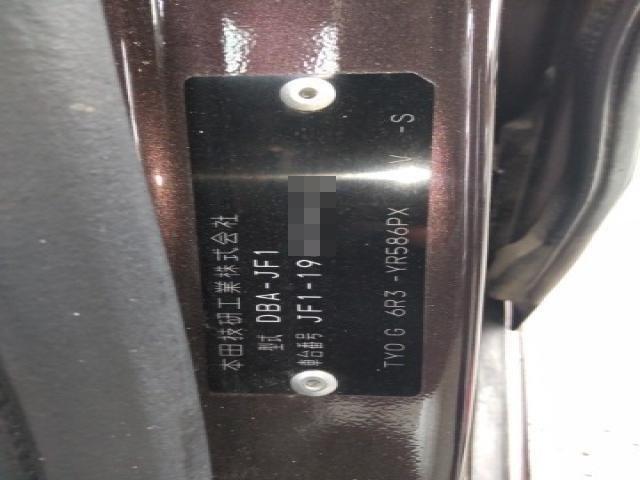 本田技研工業株式会社
型式 DBA-JF1
車台番号 JF1-19
TYO G 6R3 -YR586PX V -S